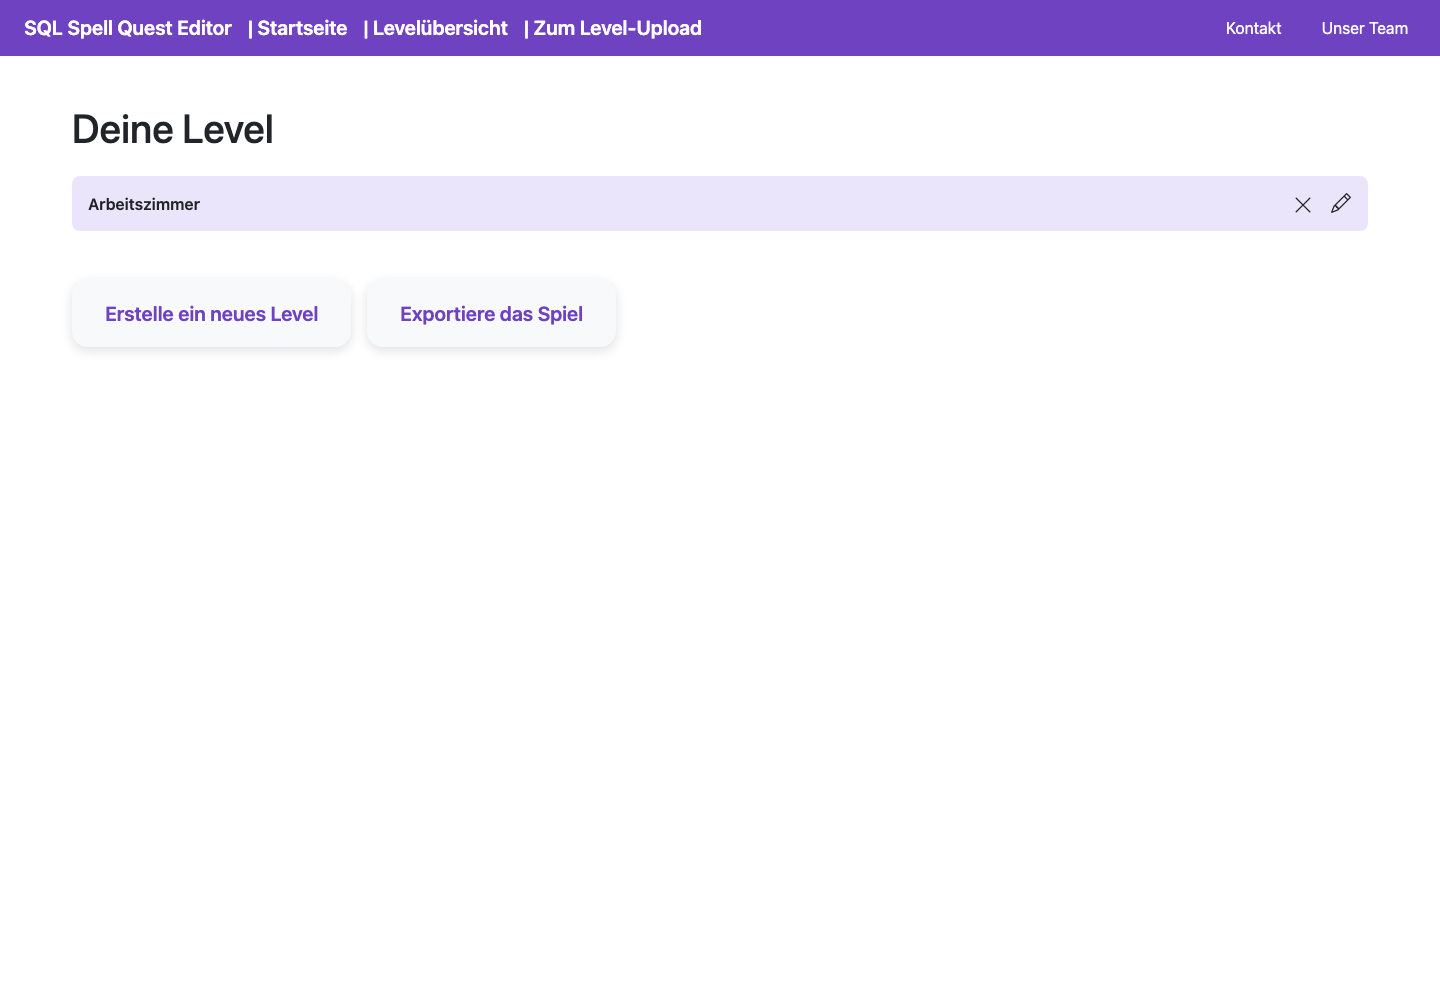 SQL Spell Quest Editor | Startseite | Levelübersicht | Zum Level-Upload Kontakt Unser Team
Deine Level
Arbeitszimmer
Erstelle ein neues Level Exportiere das Spiel